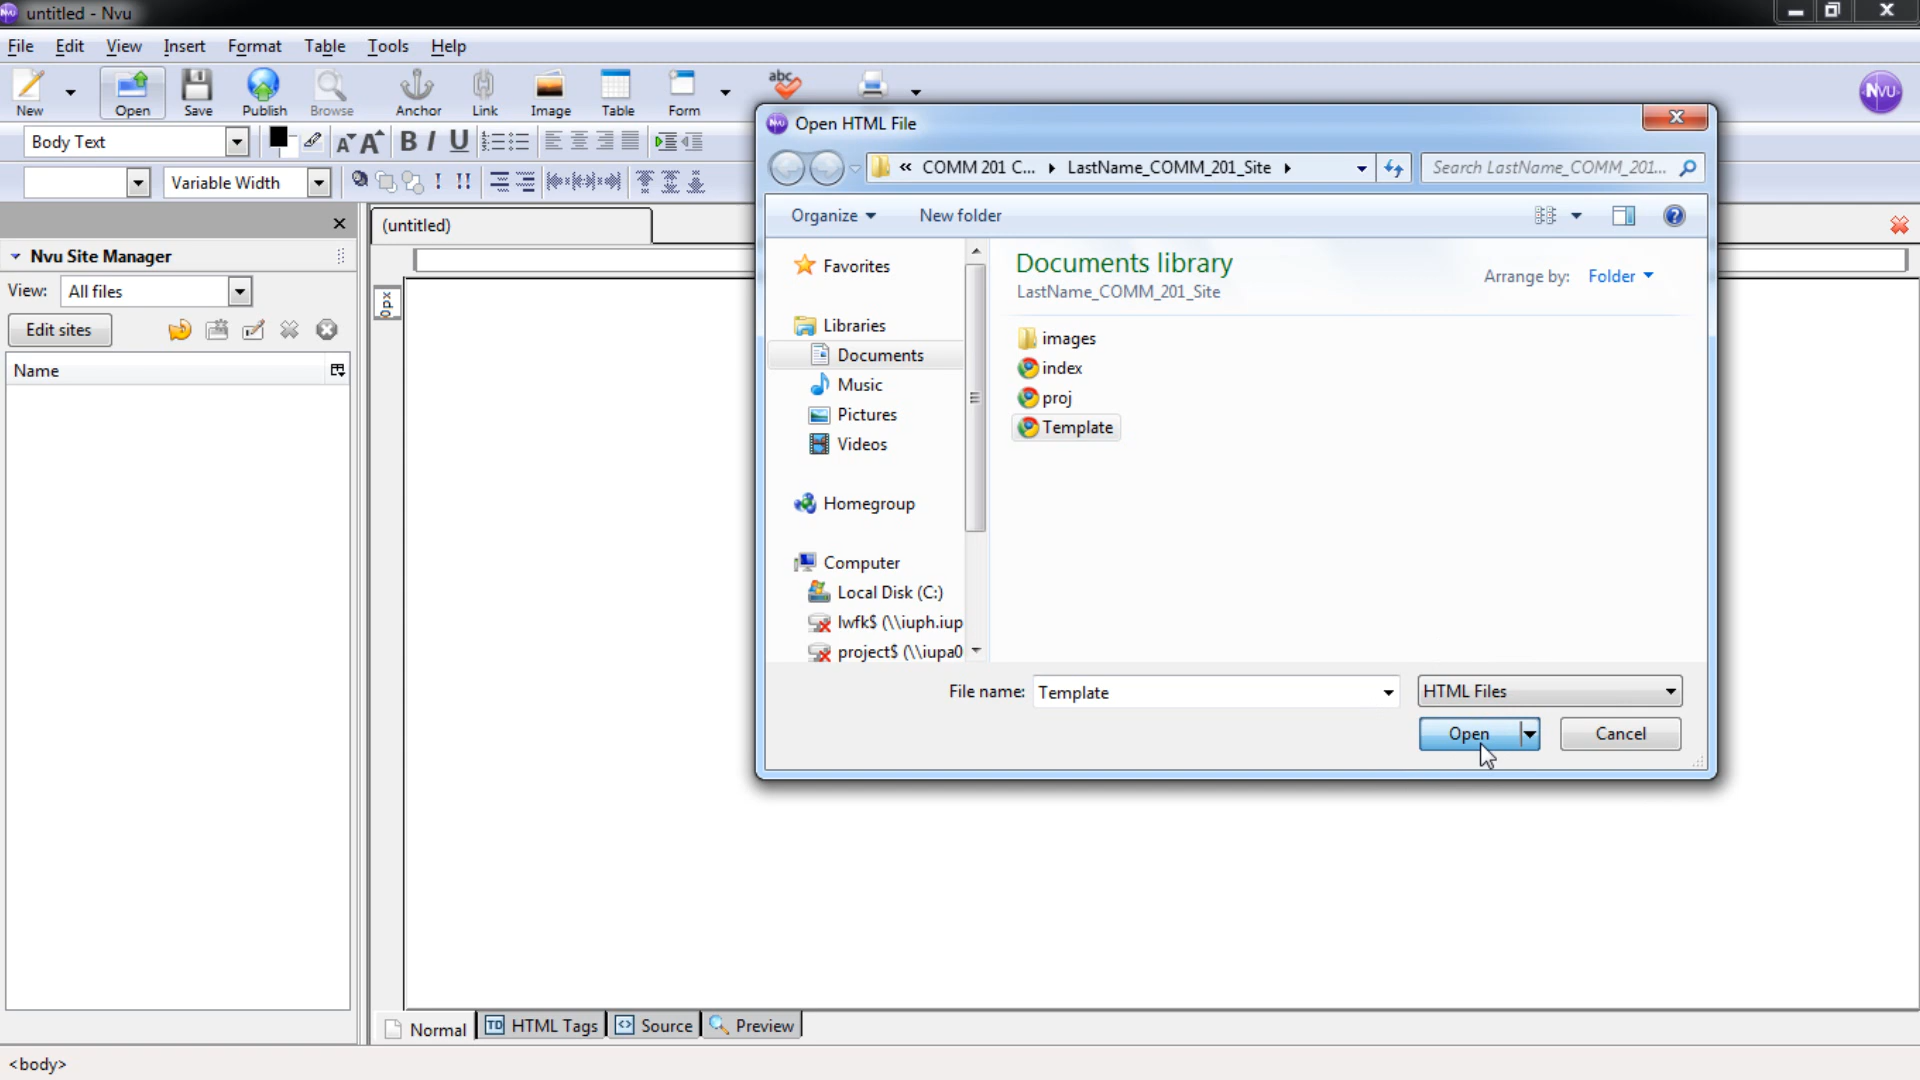 untitled - Nvu
File Edit View Insert Format Table Tools Help
New Open Save Publish Browse Anchor Link Image Table Form abc
NVU
Body Text B I U
Variable Width ! !!
Open HTML File
« COMM 201 C... LastName_COMM_201_Site Search LastName_COMM_201...
Organize New folder
(untitled)
Nvu Site Manager
View: All files
Edit sites
Name
0px
Favorites
Libraries
Documents
Music
Pictures
Videos
Homegroup
Computer
Local Disk (C:)
lwfk$ (\\iuph.iup
project$ (\\iupa0
Documents library
LastName_COMM_201_Site
Arrange by: Folder
images
index
proj
Template
File name: Template HTML Files
Open Cancel
Normal TD HTML Tags Source Preview
<body>